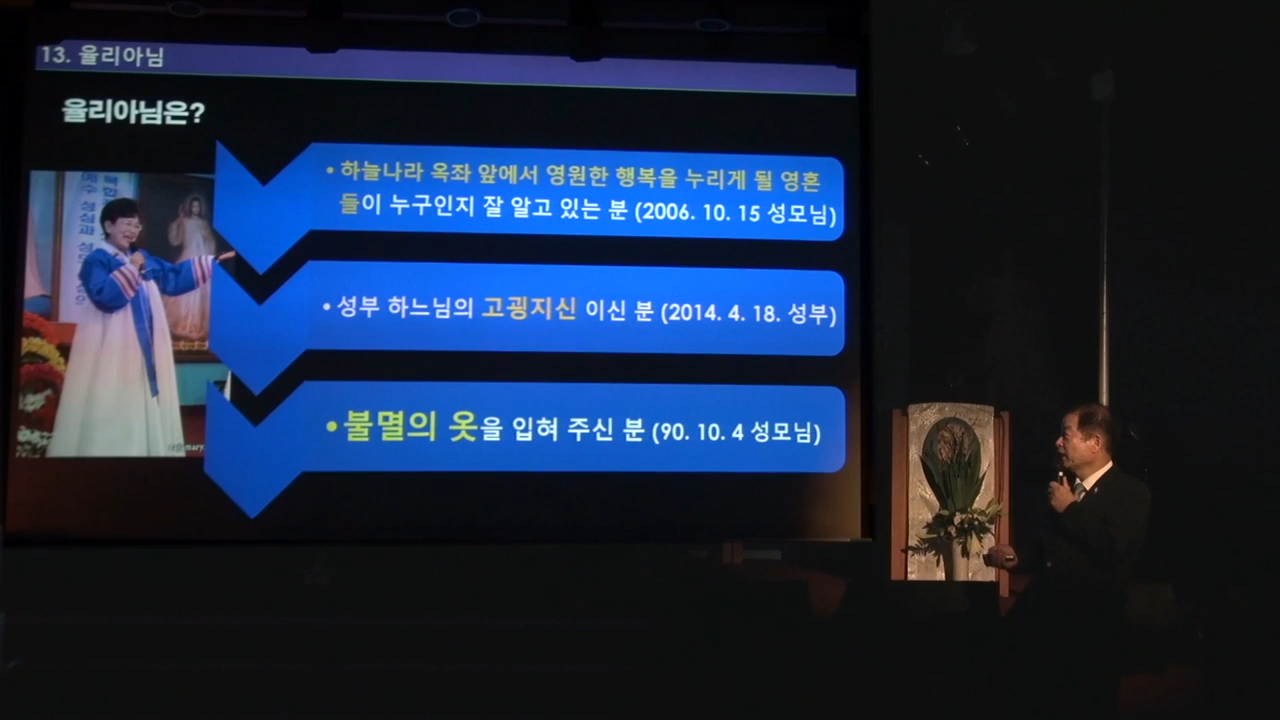 13. 율리아님
율리아님은?
• 하늘나라 옥좌 앞에서 영원한 행복을 누리게 될 영혼
들이 누구인지 잘 알고 있는 분 (2006. 10. 15 성모님)
• 성부 하느님의 고굉지신 이신 분 (2014. 4. 18. 성부)
• 불멸의 옷을 입혀 주신 분 (90. 10. 4 성모님)